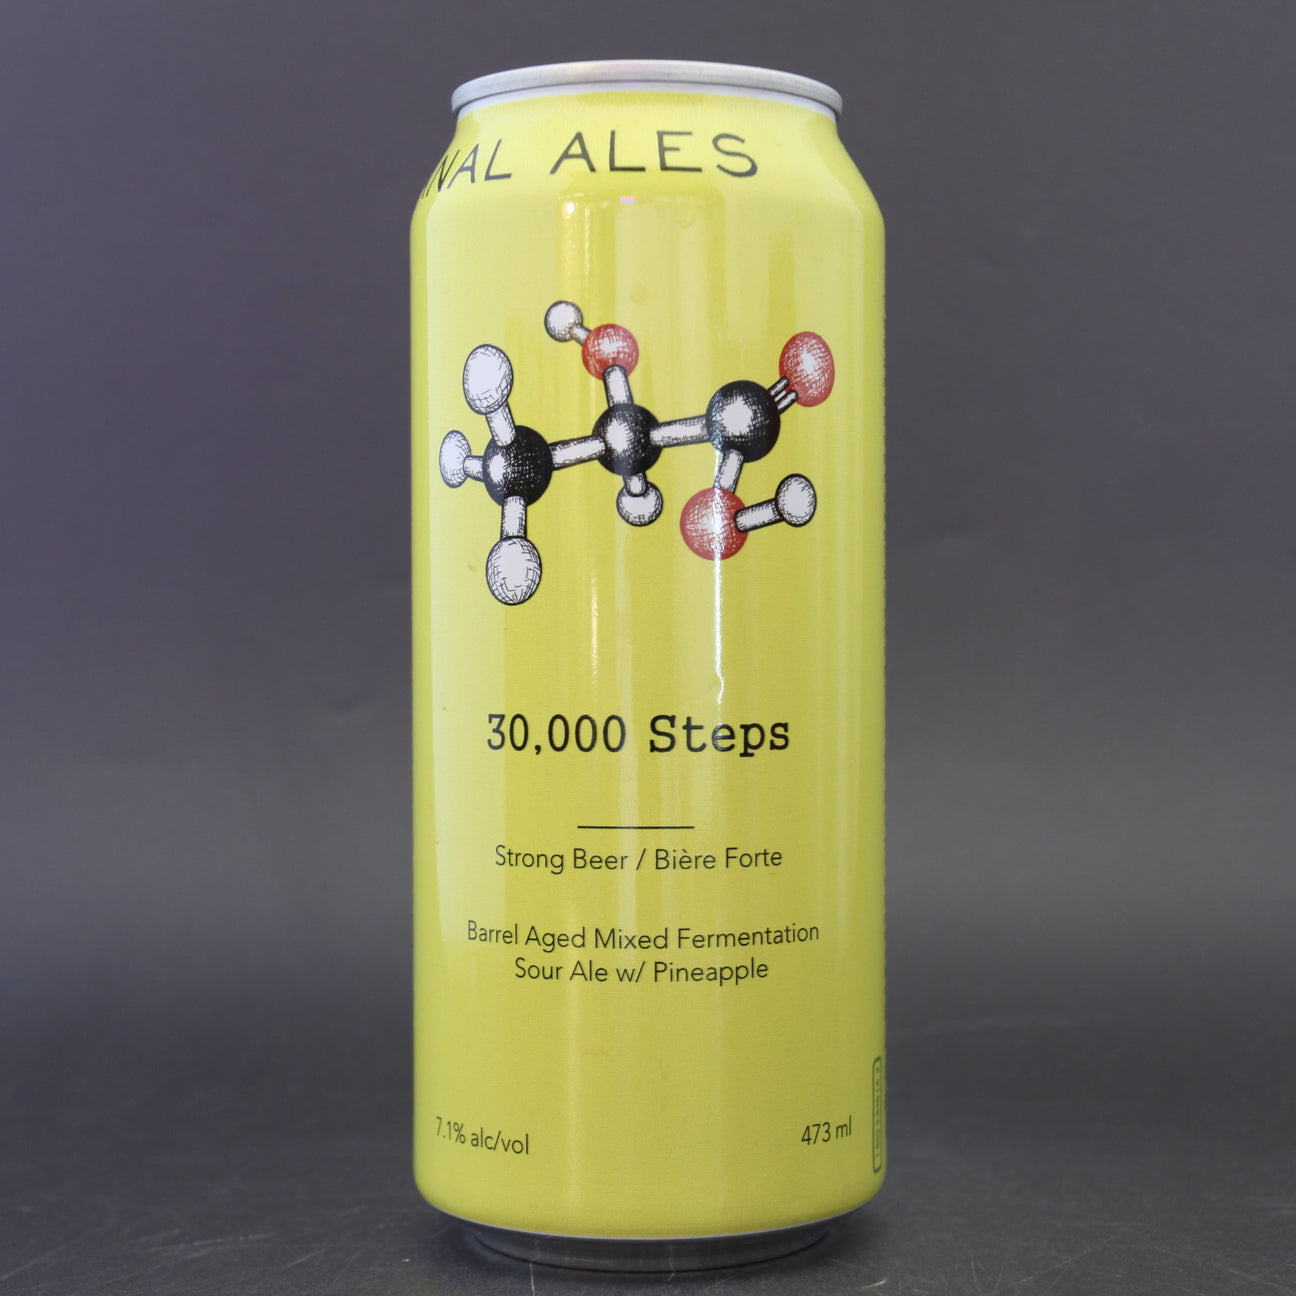 ALES
30,000 Steps
Strong Beer / Bière Forte
Barrel Aged Mixed Fermentation
Sour Ale w/ Pineapple
7.1% alc/vol
473 ml